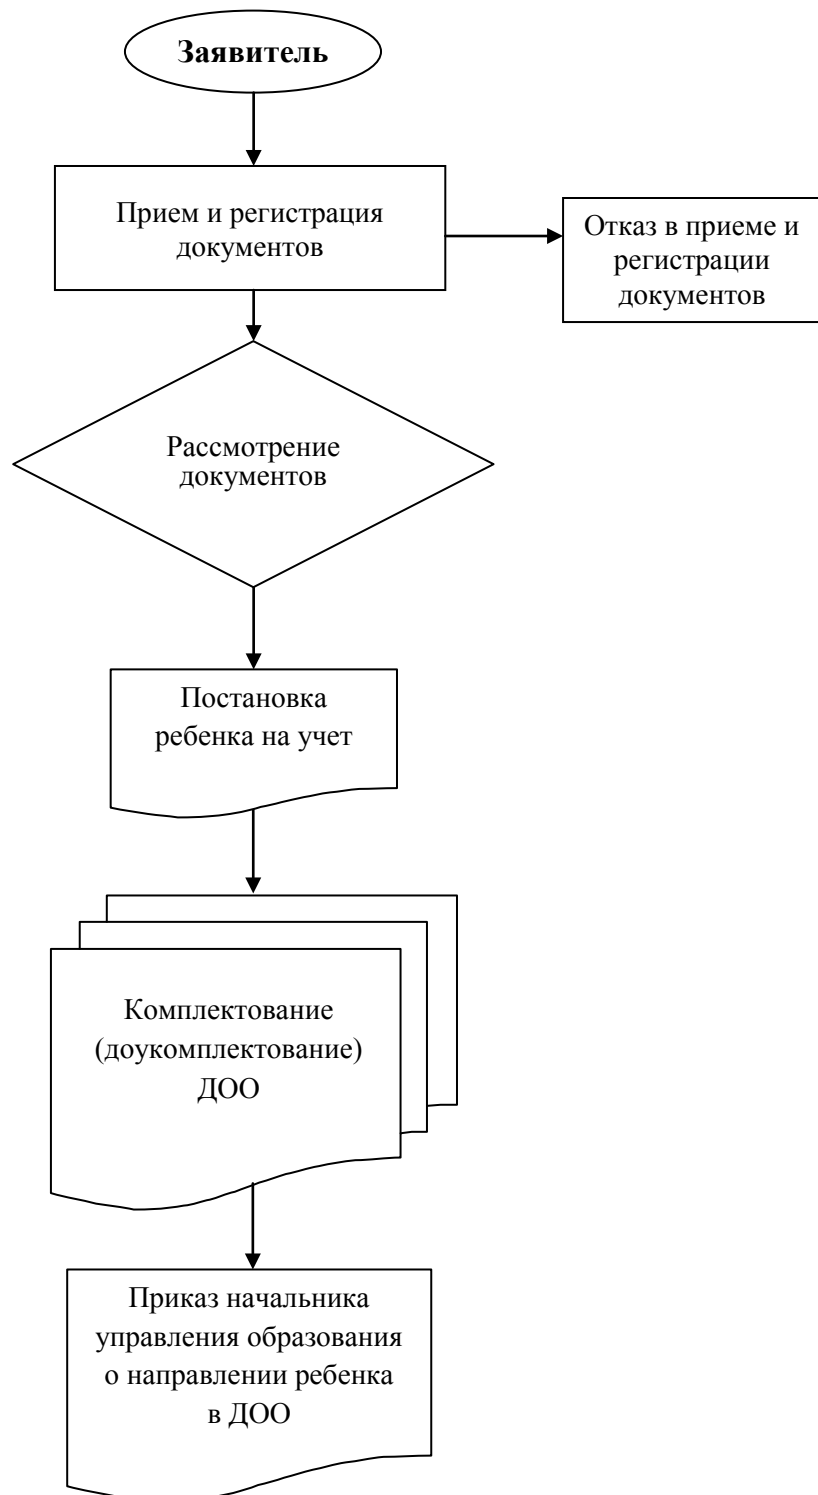 Заявитель
Прием и регистрация
документов
Отказ в приеме и
регистрации
документов
Рассмотрение
документов
Постановка
ребенка на учет
Комплектование
(доукомплектование)
ДОО
Приказ начальника
управления образования
о направлении ребенка
в ДОО